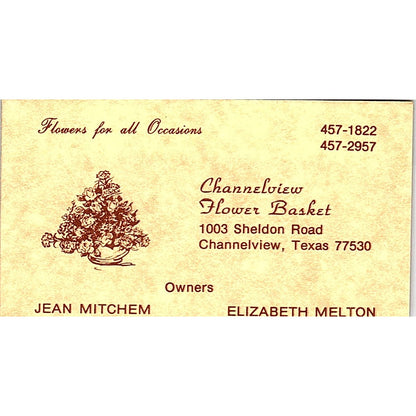 Flowers for all Occasions
457-1822
457-2957
Channelview
Flower Basket
1003 Sheldon Road
Channelview, Texas 77530
Owners
JEAN MITCHEM ELIZABETH MELTON